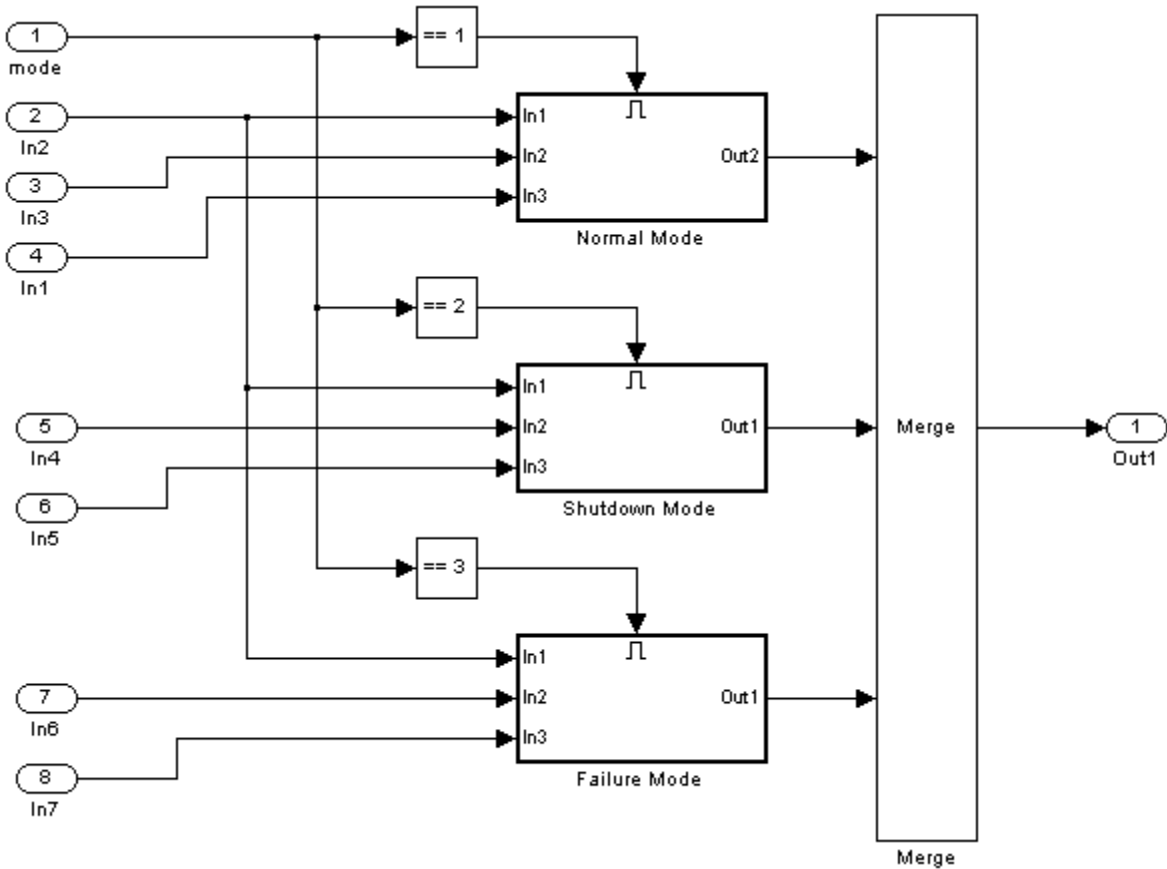 1
mode
== 1
2
In2
3
In3
4
In1
In1
In2
In3
Out2
Normal Mode
== 2
5
In4
6
In5
In1
In2
In3
Out1
Shutdown Mode
== 3
7
In6
8
In7
In1
In2
In3
Out1
Failure Mode
Merge
Merge
1
Out1